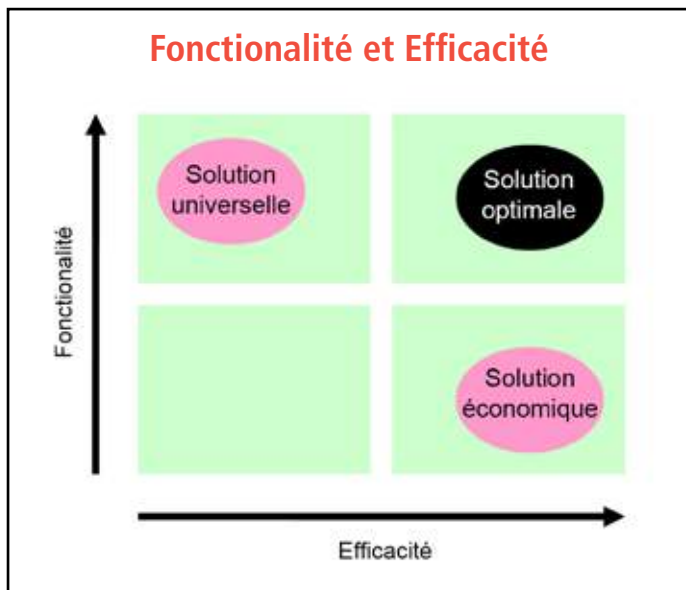 Fonctionalité et Efficacité
Solution
universelle
Solution
optimale
Fonctionalité
Solution
économique
Efficacité